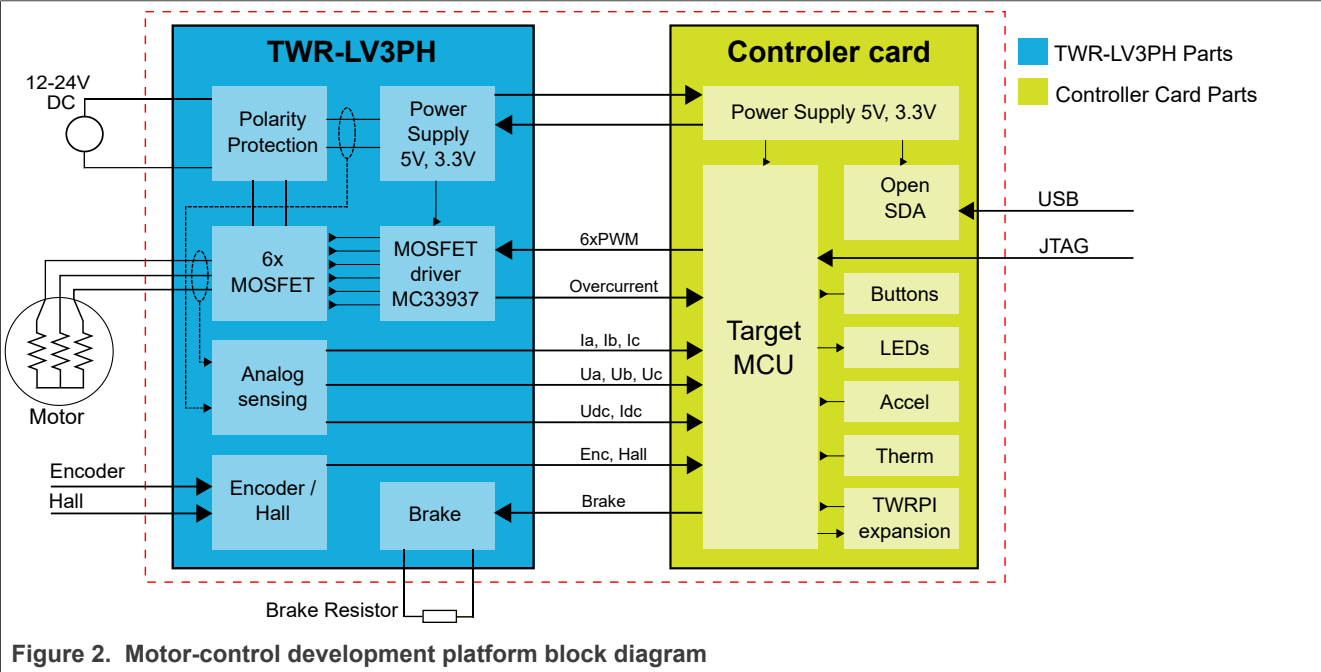 TWR-LV3PH
Controler card
TWR-LV3PH Parts
Controller Card Parts
12-24V
DC
Polarity
Protection
Power
Supply
5V, 3.3V
Power Supply 5V, 3.3V
Open
SDA
USB
JTAG
6x
MOSFET
MOSFET
driver
MC33937
6xPWM
Overcurrent
Target
MCU
Buttons
LEDs
Accel
Therm
TWRPI
expansion
Motor
Analog
sensing
Ia, Ib, Ic
Ua, Ub, Uc
Udc, Idc
Encoder
Hall
Encoder /
Hall
Enc, Hall
Brake
Brake
Brake Resistor
Figure 2. Motor-control development platform block diagram